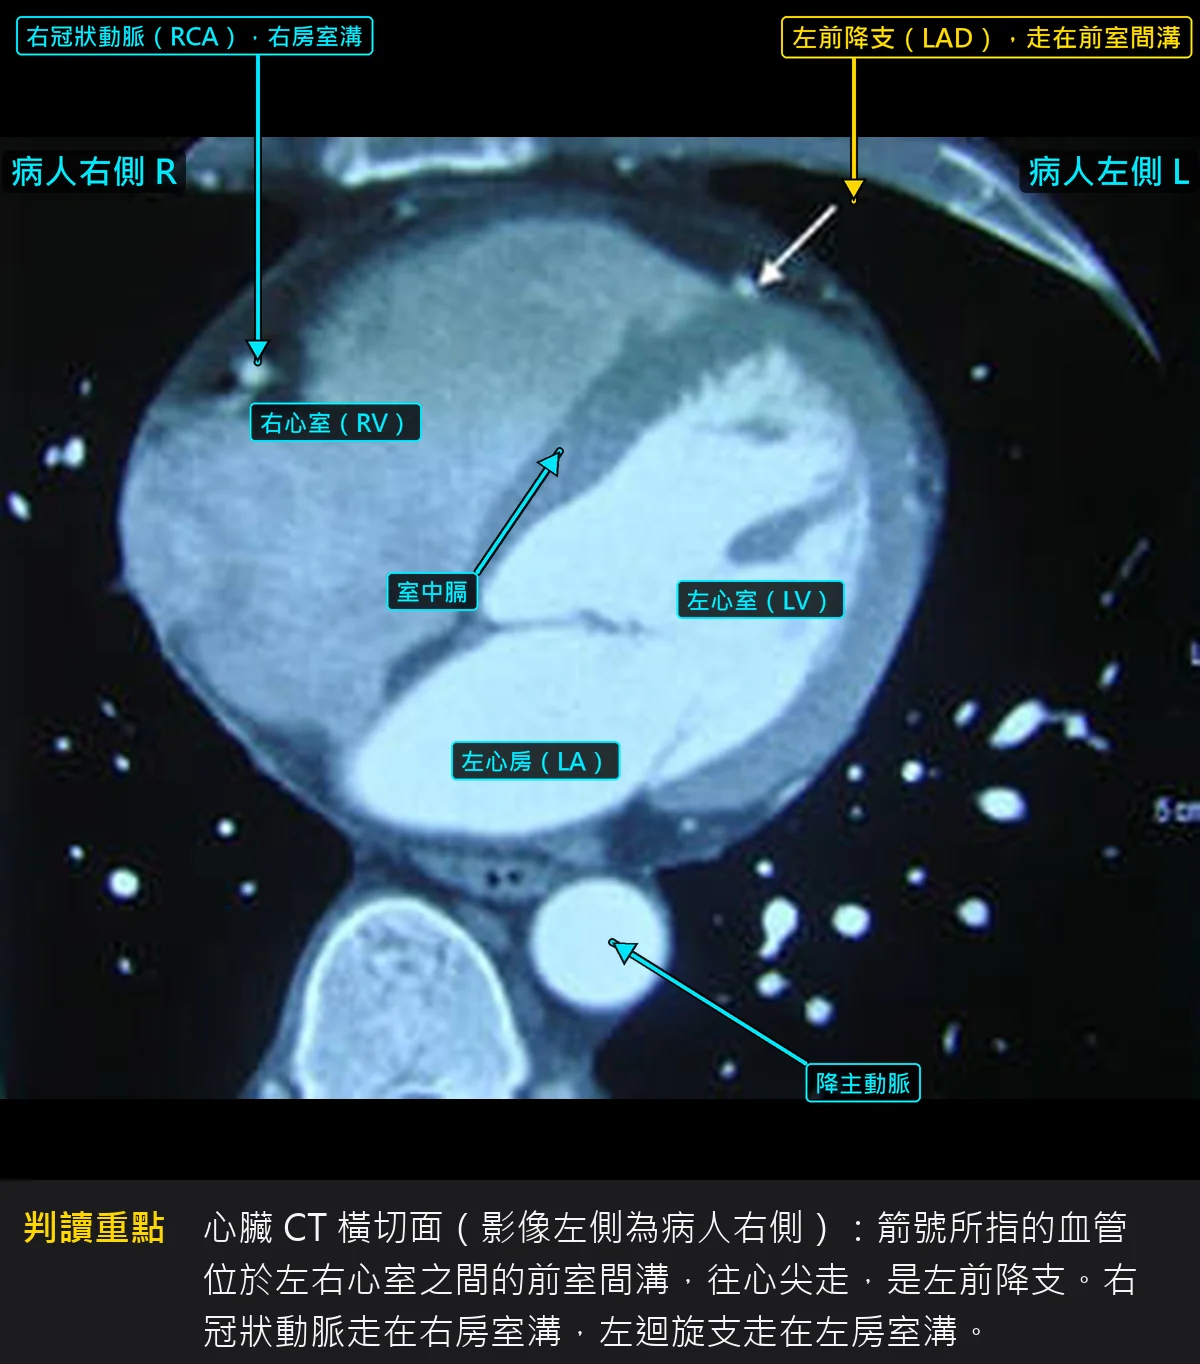 右冠狀動脈（RCA），右房室溝
左前降支（LAD），走在前室間溝
病人右側 R
病人左側 L
右心室（RV）
室中膈
左心室（LV）
左心房（LA）
5 cm
降主動脈
判讀重點
心臟 CT 橫切面（影像左側為病人右側）：箭號所指的血管
位於左右心室之間的前室間溝，往心尖走，是左前降支。右
冠狀動脈走在右房室溝，左迴旋支走在左房室溝。